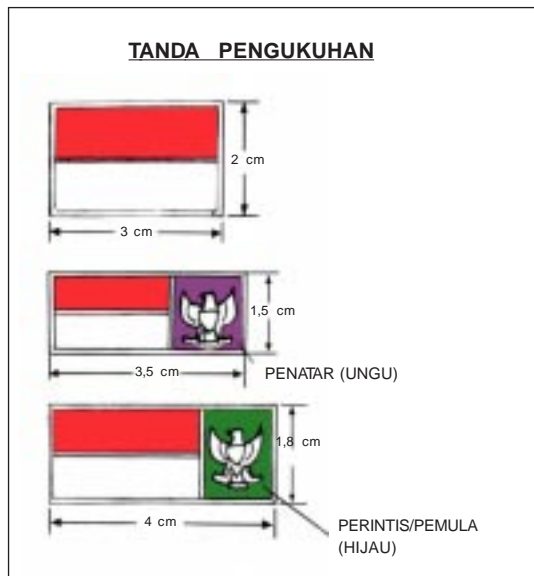 TANDA PENGUKUHAN
2 cm
3 cm
1,5 cm
3,5 cm
PENATAR (UNGU)
1,8 cm
4 cm
PERINTIS/PEMULA
(HIJAU)